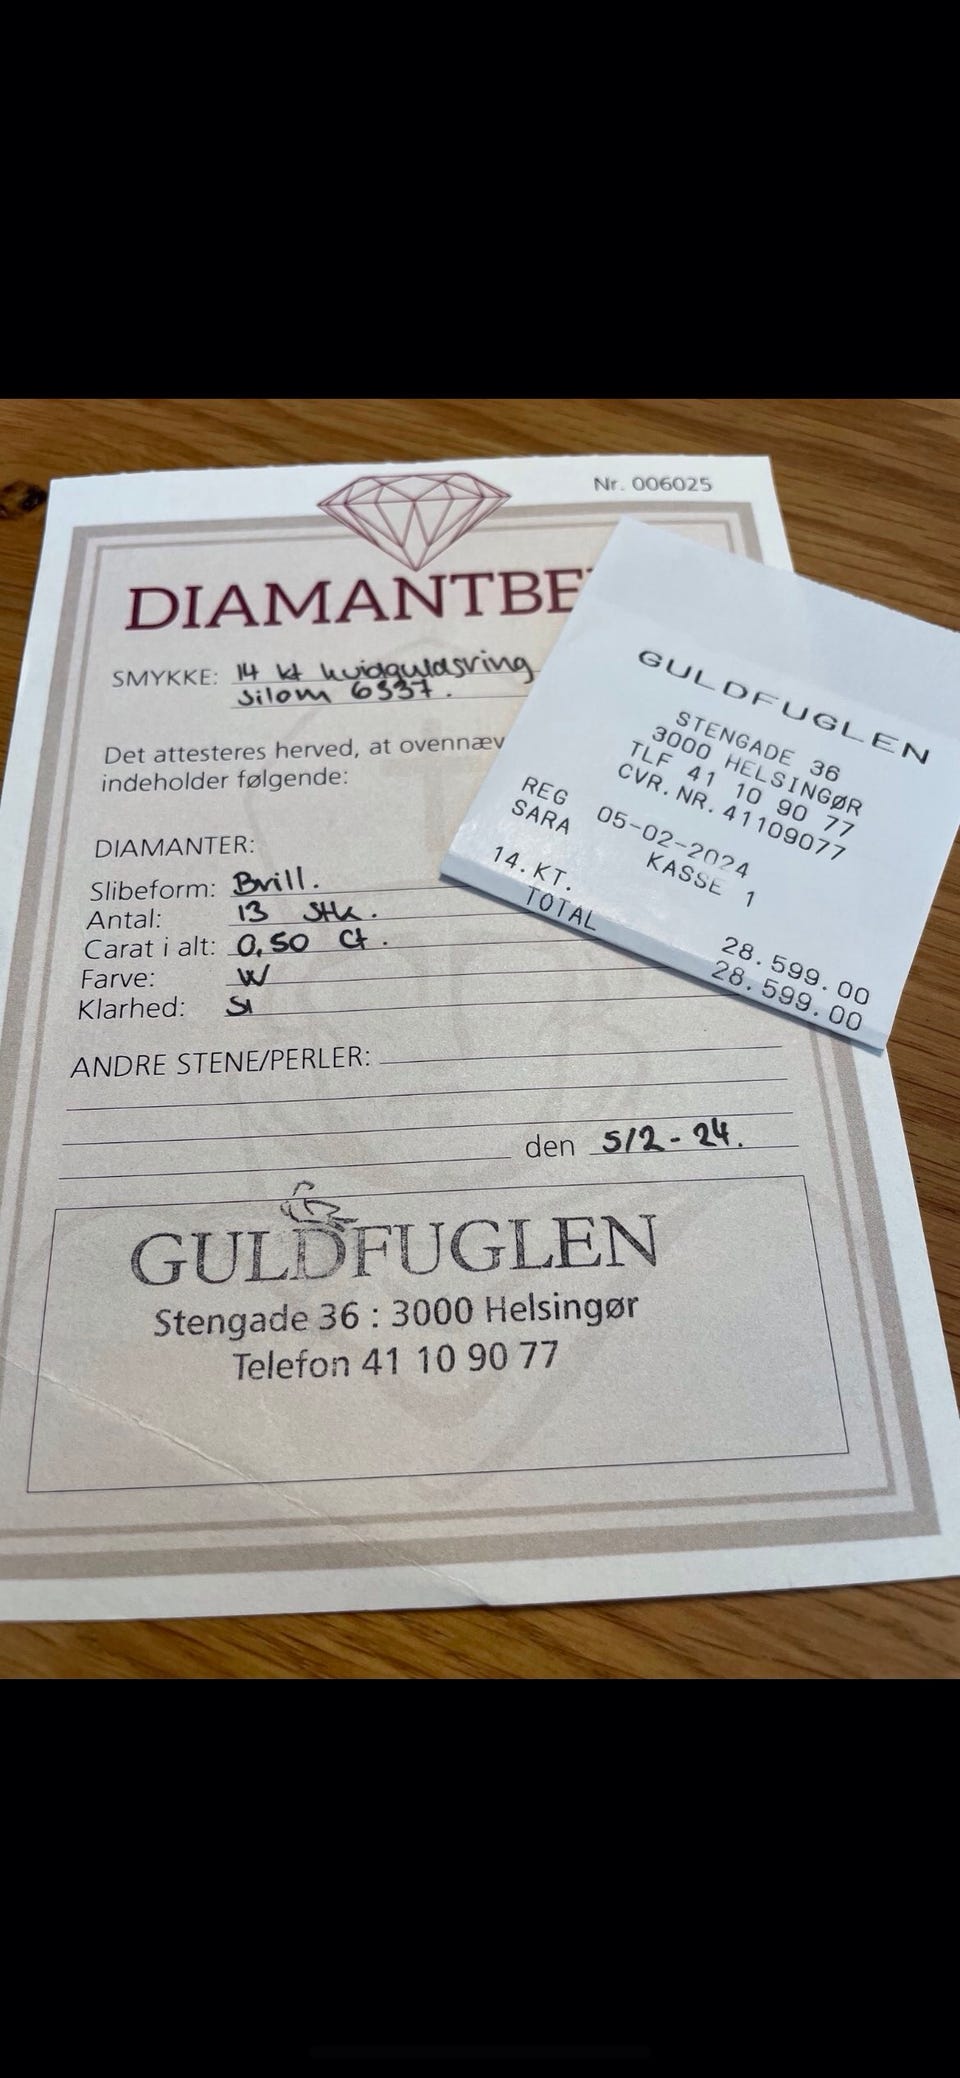 Nr. 006025
DIAMANTBE
SMYKKE: 14 kt hvidguldsring
Silom 6337.
Det attesteres herved, at ovennæv
indeholder følgende:
DIAMANTER:
Slibeform: Brill.
Antal: 13 Stk.
Carat i alt: 0,50 Ct.
Farve: W
Klarhed: SI
ANDRE STENE/PERLER:
den 5/2-24.
GULDFUGLEN
Stengade 36 : 3000 Helsingør
Telefon 41 10 90 77
GULDFUGLEN
STENGADE 36
3000 HELSINGØR
TLF 41 10 90 77
CVR.NR.41109077
REG 05-02-2024
SARA KASSE 1
14.KT. 28.599.00
TOTAL 28.599.00